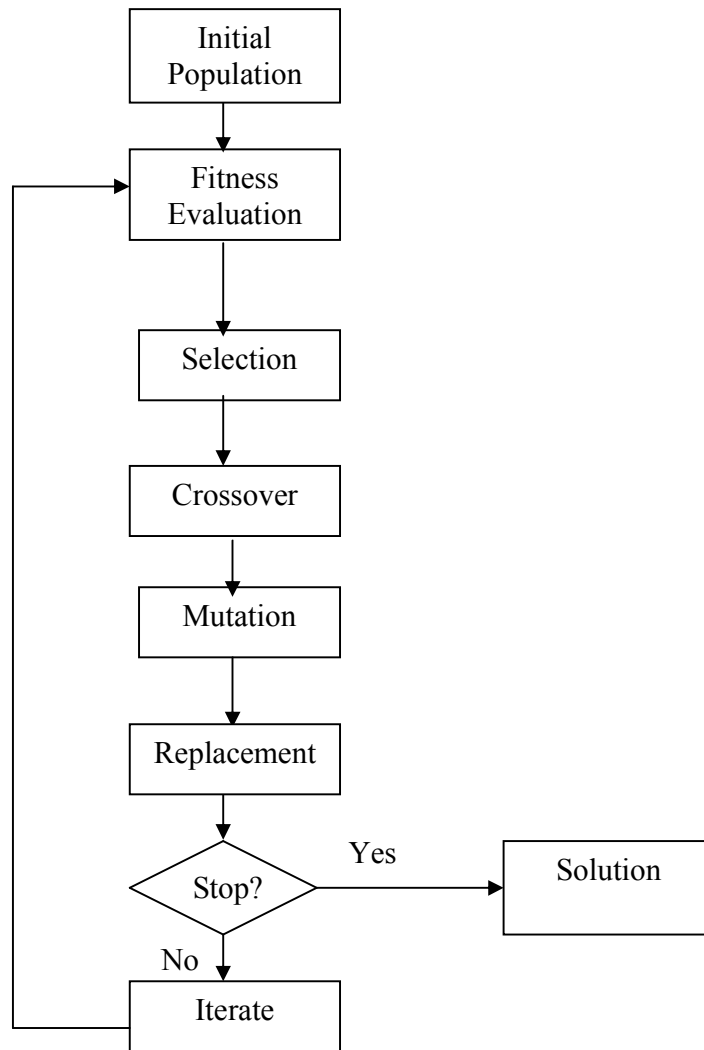 Initial
Population
Fitness
Evaluation
Selection
Crossover
Mutation
Replacement
Stop?
Yes
Solution
No
Iterate